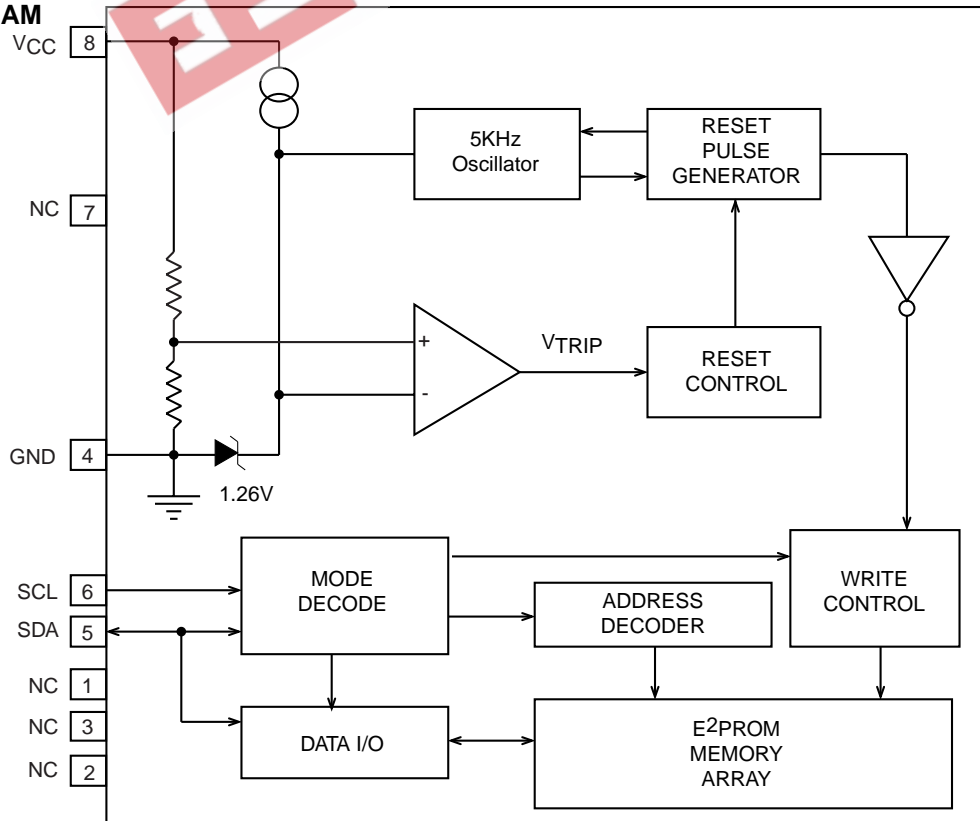 AM
VCC 8
5KHz
Oscillator
RESET
PULSE
GENERATOR
NC 7
+
-
VTRIP
RESET
CONTROL
GND 4
1.26V
MODE
DECODE
SCL 6
SDA 5
ADDRESS
DECODER
WRITE
CONTROL
NC 1
NC 3
NC 2
DATA I/O
E2PROM
MEMORY
ARRAY